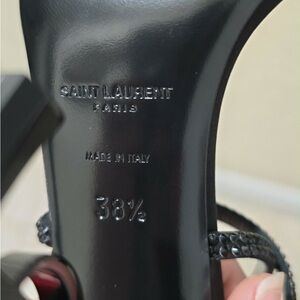 SAINT LAURENT
PARIS
MADE IN ITALY
38½